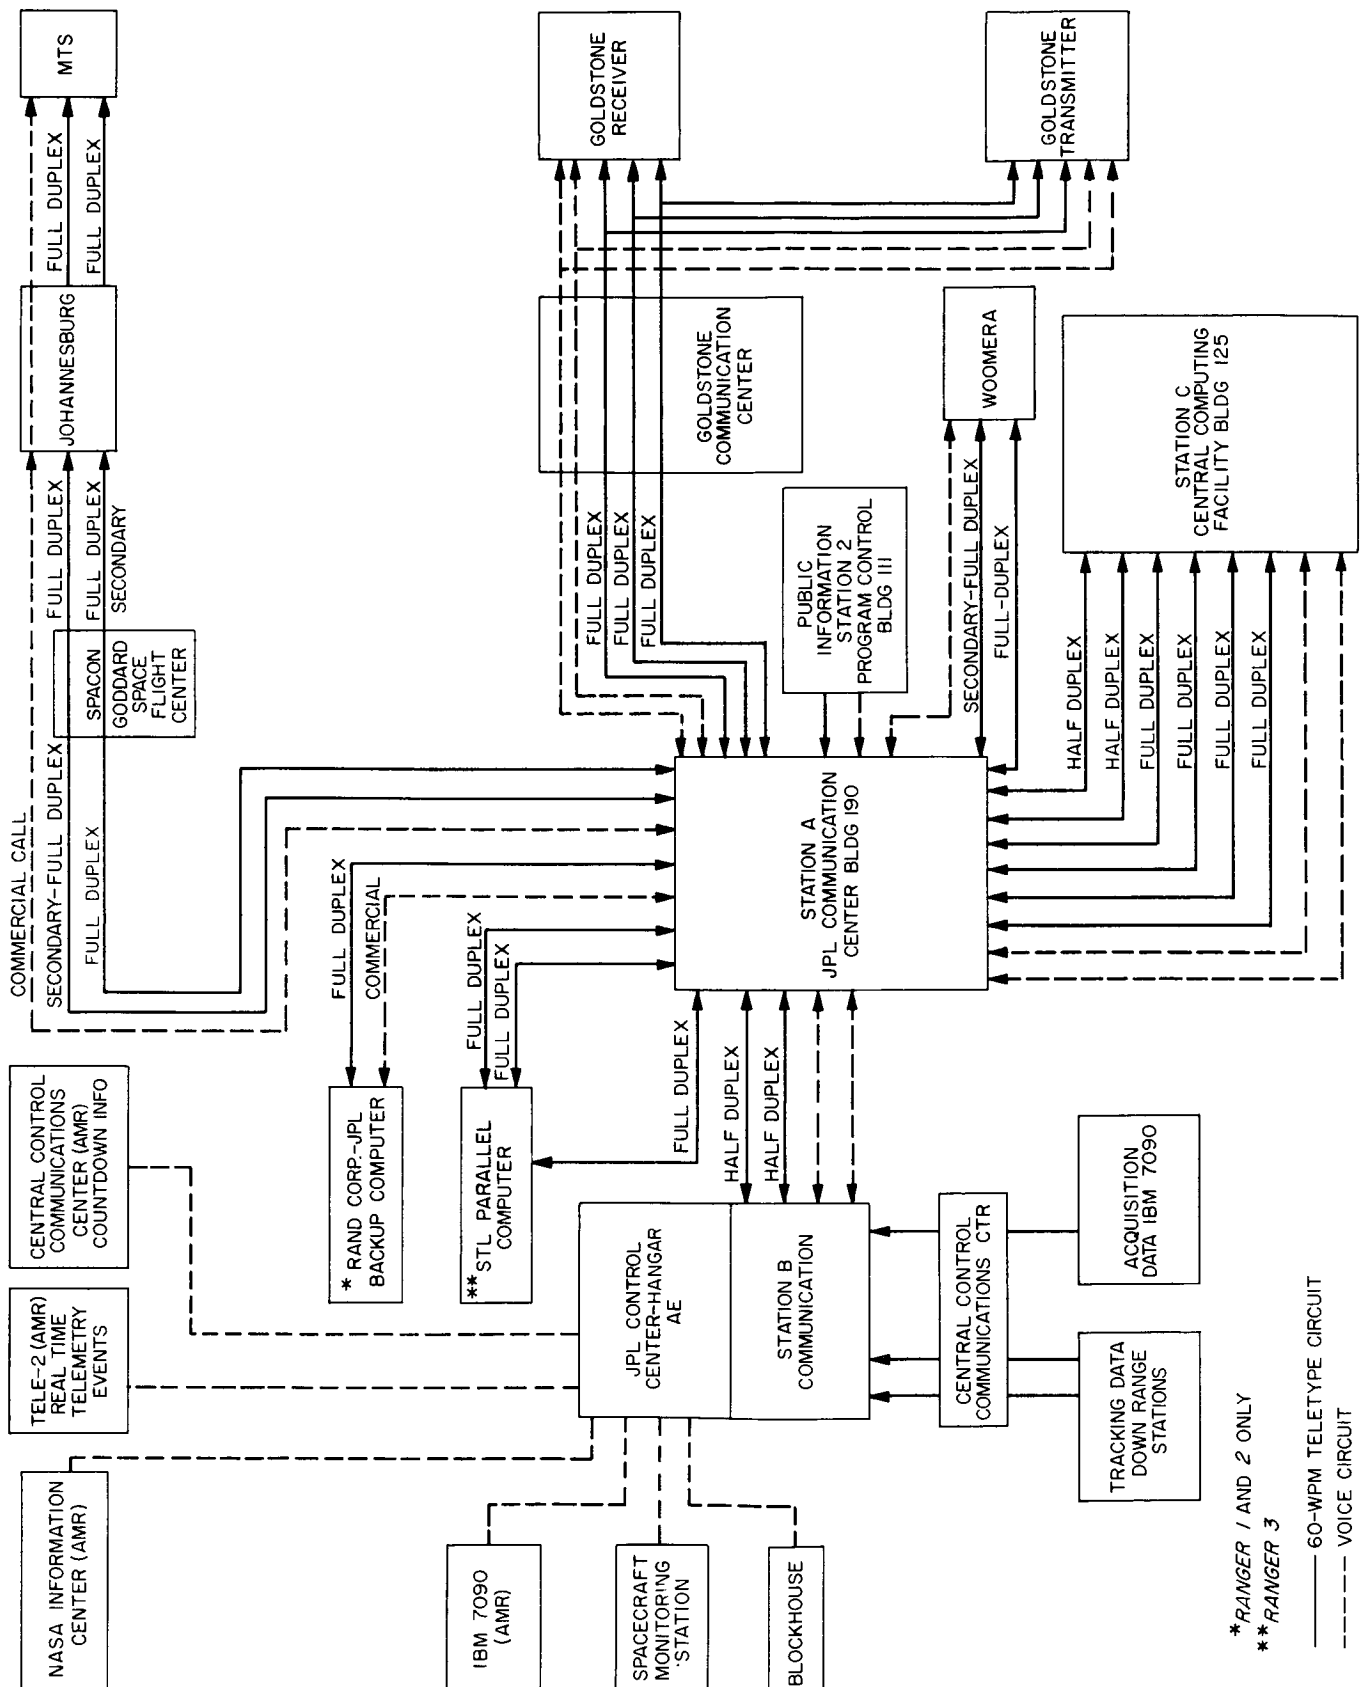 NASA INFORMATION
CENTER (AMR)
TELE-2 (AMR)
REAL TIME
TELEMETRY
EVENTS
CENTRAL CONTROL
COMMUNICATIONS
CENTER (AMR)
COUNTDOWN INFO
COMMERCIAL CALL
SECONDARY-FULL DUPLEX
FULL DUPLEX
SPACON
GODDARD
SPACE
FLIGHT
CENTER
FULL DUPLEX
FULL DUPLEX
SECONDARY
JOHANNESBURG
FULL DUPLEX
FULL DUPLEX
MTS
IBM 7090
(AMR)
SPACECRAFT
MONITORING
STATION
BLOCKHOUSE
* RAND CORP.-JPL
BACKUP COMPUTER
FULL DUPLEX
COMMERCIAL
** STL PARALLEL
COMPUTER
FULL DUPLEX
FULL DUPLEX
JPL CONTROL
CENTER-HANGAR
AE
STATION B
COMMUNICATION
FULL DUPLEX
HALF DUPLEX
HALF DUPLEX
STATION A
JPL COMMUNICATION
CENTER BLDG 190
FULL DUPLEX
FULL DUPLEX
FULL DUPLEX
GOLDSTONE
COMMUNICATION
CENTER
GOLDSTONE
RECEIVER
GOLDSTONE
TRANSMITTER
PUBLIC
INFORMATION
STATION 2
PROGRAM CONTROL
BLDG 111
SECONDARY-FULL DUPLEX
FULL-DUPLEX
WOOMERA
HALF DUPLEX
HALF DUPLEX
FULL DUPLEX
FULL DUPLEX
FULL DUPLEX
FULL DUPLEX
STATION C
CENTRAL COMPUTING
FACILITY BLDG 125
CENTRAL CONTROL
COMMUNICATIONS CTR
TRACKING DATA
DOWN RANGE
STATIONS
ACQUISITION
DATA IBM 7090
*RANGER 1 AND 2 ONLY
**RANGER 3
60-WPM TELETYPE CIRCUIT
VOICE CIRCUIT